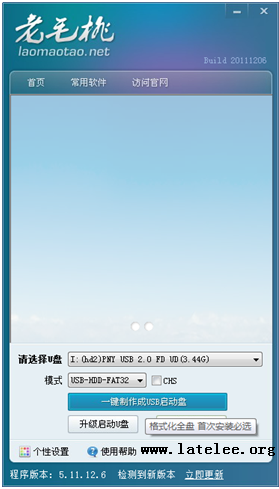 老毛桃
laomaotao.net
Build 20111206
首页 常用软件 访问官网
请选择U盘 I:(hd2)PNY USB 2.0 FD UD(3.44G)
模式 USB-HDD-FAT32 CHS
一键制作成USB启动盘
升级启动U盘
格式化全盘 首次安装必选
个性设置 使用帮助 www.latelee.org
程序版本: 5.11.12.6 检测到新版本 立即更新